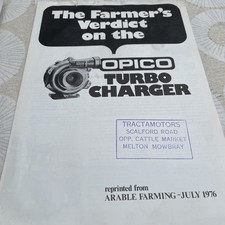 The Farmer's
Verdict
on the
OPICO
TURBO
CHARGER
TRACTAMOTORS
SCALFORD ROAD
OPP. CATTLE MARKET
MELTON MOWBRAY
reprinted from
ARABLE FARMING-JULY 1976